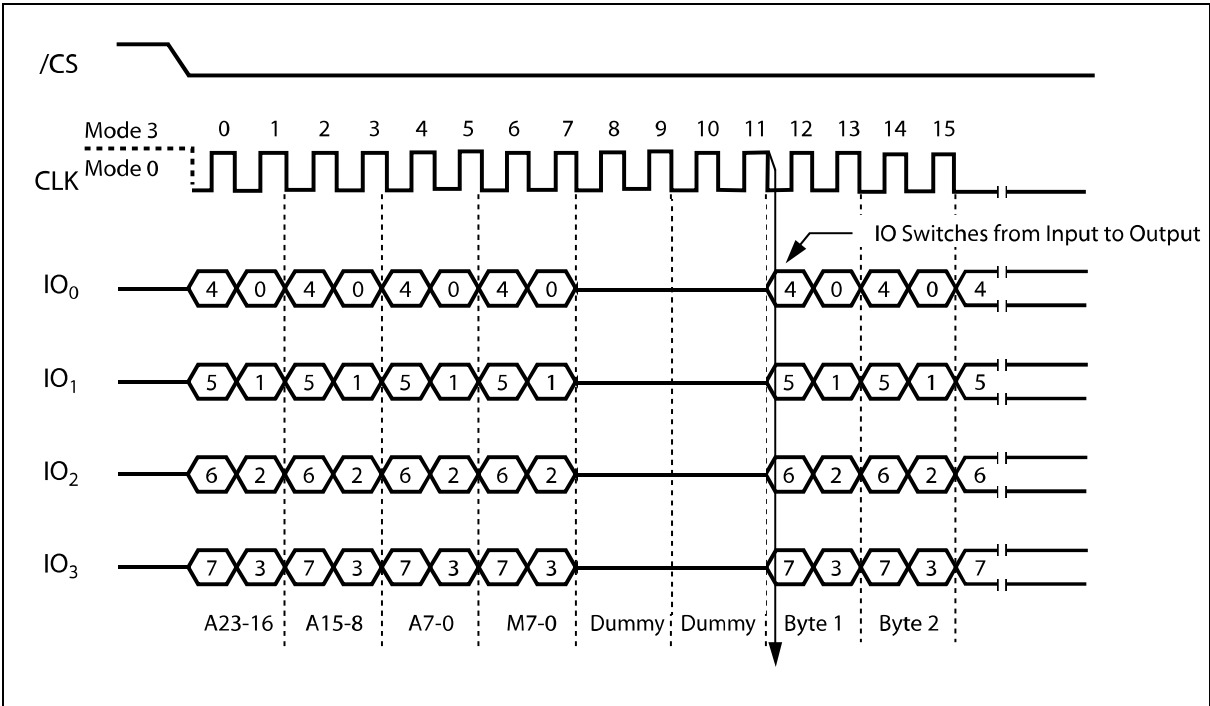 /CS
Mode 3
0 1 2 3 4 5 6 7 8 9 10 11 12 13 14 15
CLK Mode 0
IO Switches from Input to Output
IO0 4 0 4 0 4 0 4 0 4 0 4 0 4
IO1 5 1 5 1 5 1 5 1 5 1 5 1 5
IO2 6 2 6 2 6 2 6 2 6 2 6 2 6
IO3 7 3 7 3 7 3 7 3 7 3 7 3 7
A23-16 A15-8 A7-0 M7-0 Dummy Dummy Byte 1 Byte 2